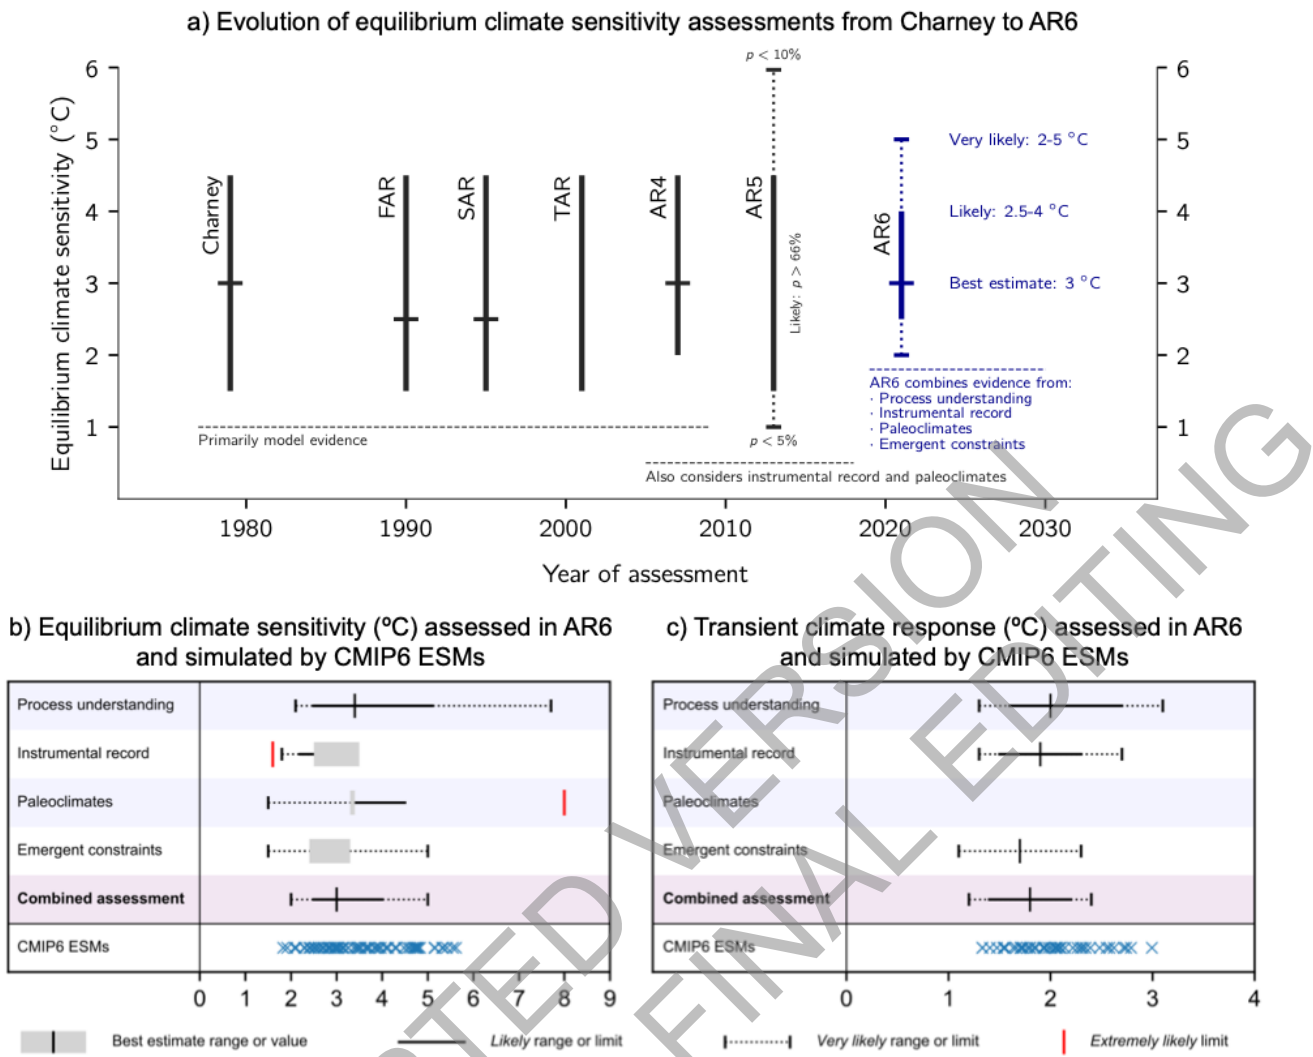 a) Evolution of equilibrium climate sensitivity assessments from Charney to AR6
p < 10%
6
5
4
3
2
1
Equilibrium climate sensitivity (°C)
Charney
FAR
SAR
TAR
AR4
AR5
Likely: p > 66%
AR6
6
5
4
3
2
1
Very likely: 2-5 °C
Likely: 2.5-4 °C
Best estimate: 3 °C
AR6 combines evidence from:
· Process understanding
· Instrumental record
· Paleoclimates
· Emergent constraints
Primarily model evidence
p < 5%
Also considers instrumental record and paleoclimates
1980 1990 2000 2010 2020 2030
Year of assessment
b) Equilibrium climate sensitivity (ºC) assessed in AR6
and simulated by CMIP6 ESMs
Process understanding
Instrumental record
Paleoclimates
Emergent constraints
Combined assessment
CMIP6 ESMs
0 1 2 3 4 5 6 7 8 9
c) Transient climate response (ºC) assessed in AR6
and simulated by CMIP6 ESMs
Process understanding
Instrumental record
Paleoclimates
Emergent constraints
Combined assessment
CMIP6 ESMs
0 1 2 3 4
Best estimate range or value
Likely range or limit
Very likely range or limit
Extremely likely limit
VERSION
FINAL EDITING